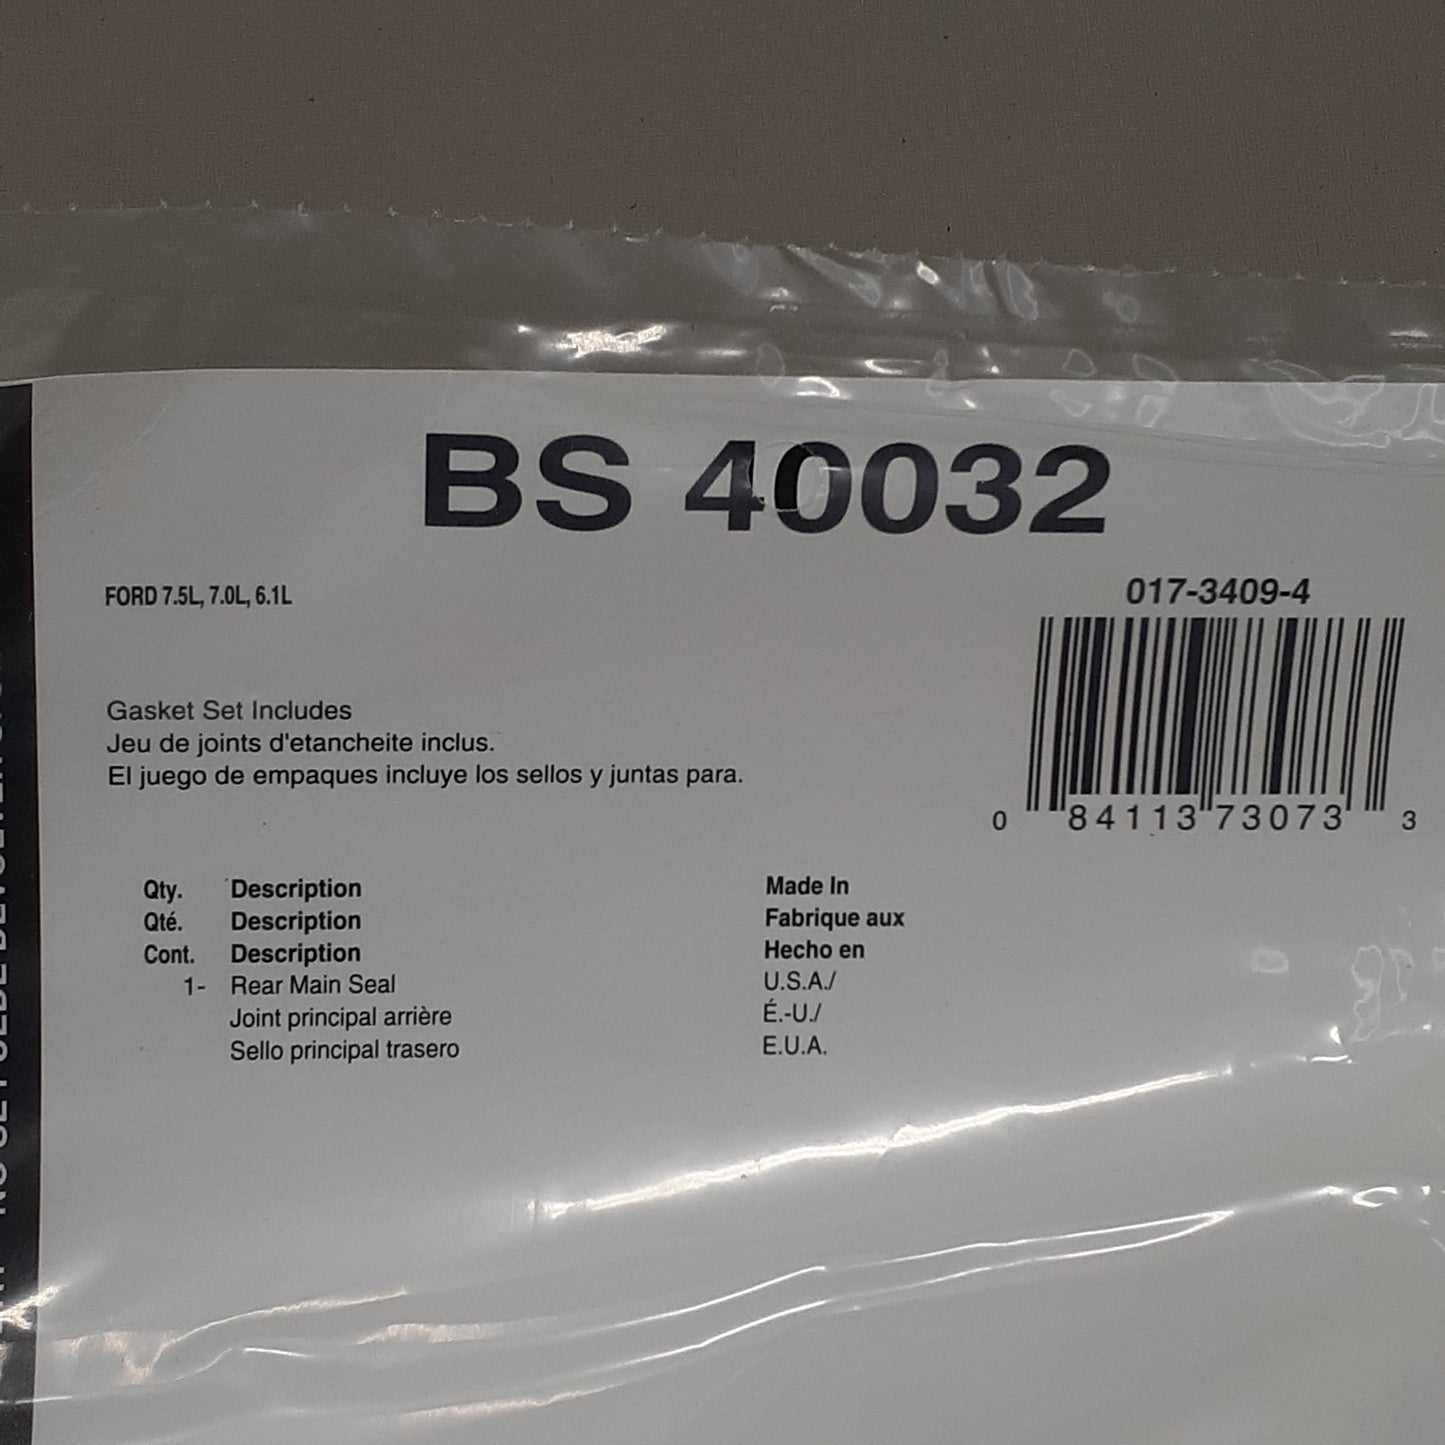 BS 40032
FORD 7.5L, 7.0L, 6.1L
017-3409-4
0 84113 73073 3
Gasket Set Includes
Jeu de joints d'etancheite inclus.
El juego de empaques incluye los sellos y juntas para.
Qty. Description Made In
Qté. Description Fabrique aux
Cont. Description Hecho en
1- Rear Main Seal U.S.A./
Joint principal arrière É.-U./
Sello principal trasero E.U.A.